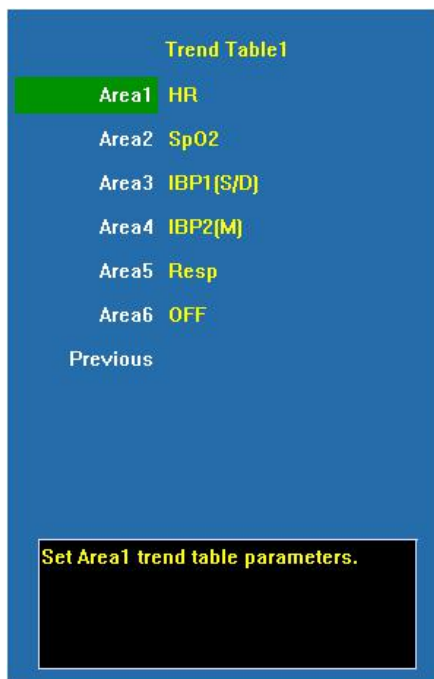 Trend Table1
Area1 HR
Area2 SpO2
Area3 IBP1(S/D)
Area4 IBP2(M)
Area5 Resp
Area6 OFF
Previous
Set Area1 trend table parameters.